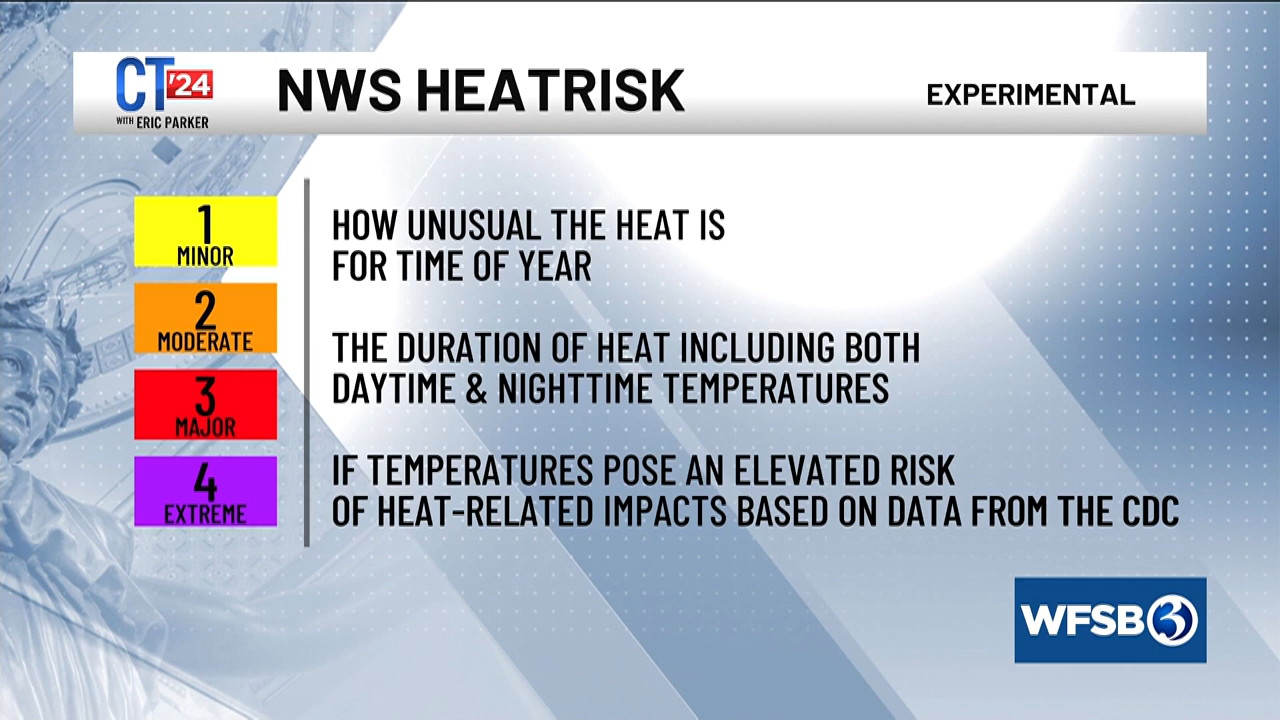 CT '24
WITH ERIC PARKER
NWS HEATRISK
EXPERIMENTAL
1
MINOR
2
MODERATE
3
MAJOR
4
EXTREME
HOW UNUSUAL THE HEAT IS
FOR TIME OF YEAR
THE DURATION OF HEAT INCLUDING BOTH
DAYTIME & NIGHTTIME TEMPERATURES
IF TEMPERATURES POSE AN ELEVATED RISK
OF HEAT-RELATED IMPACTS BASED ON DATA FROM THE CDC
WFSB 3